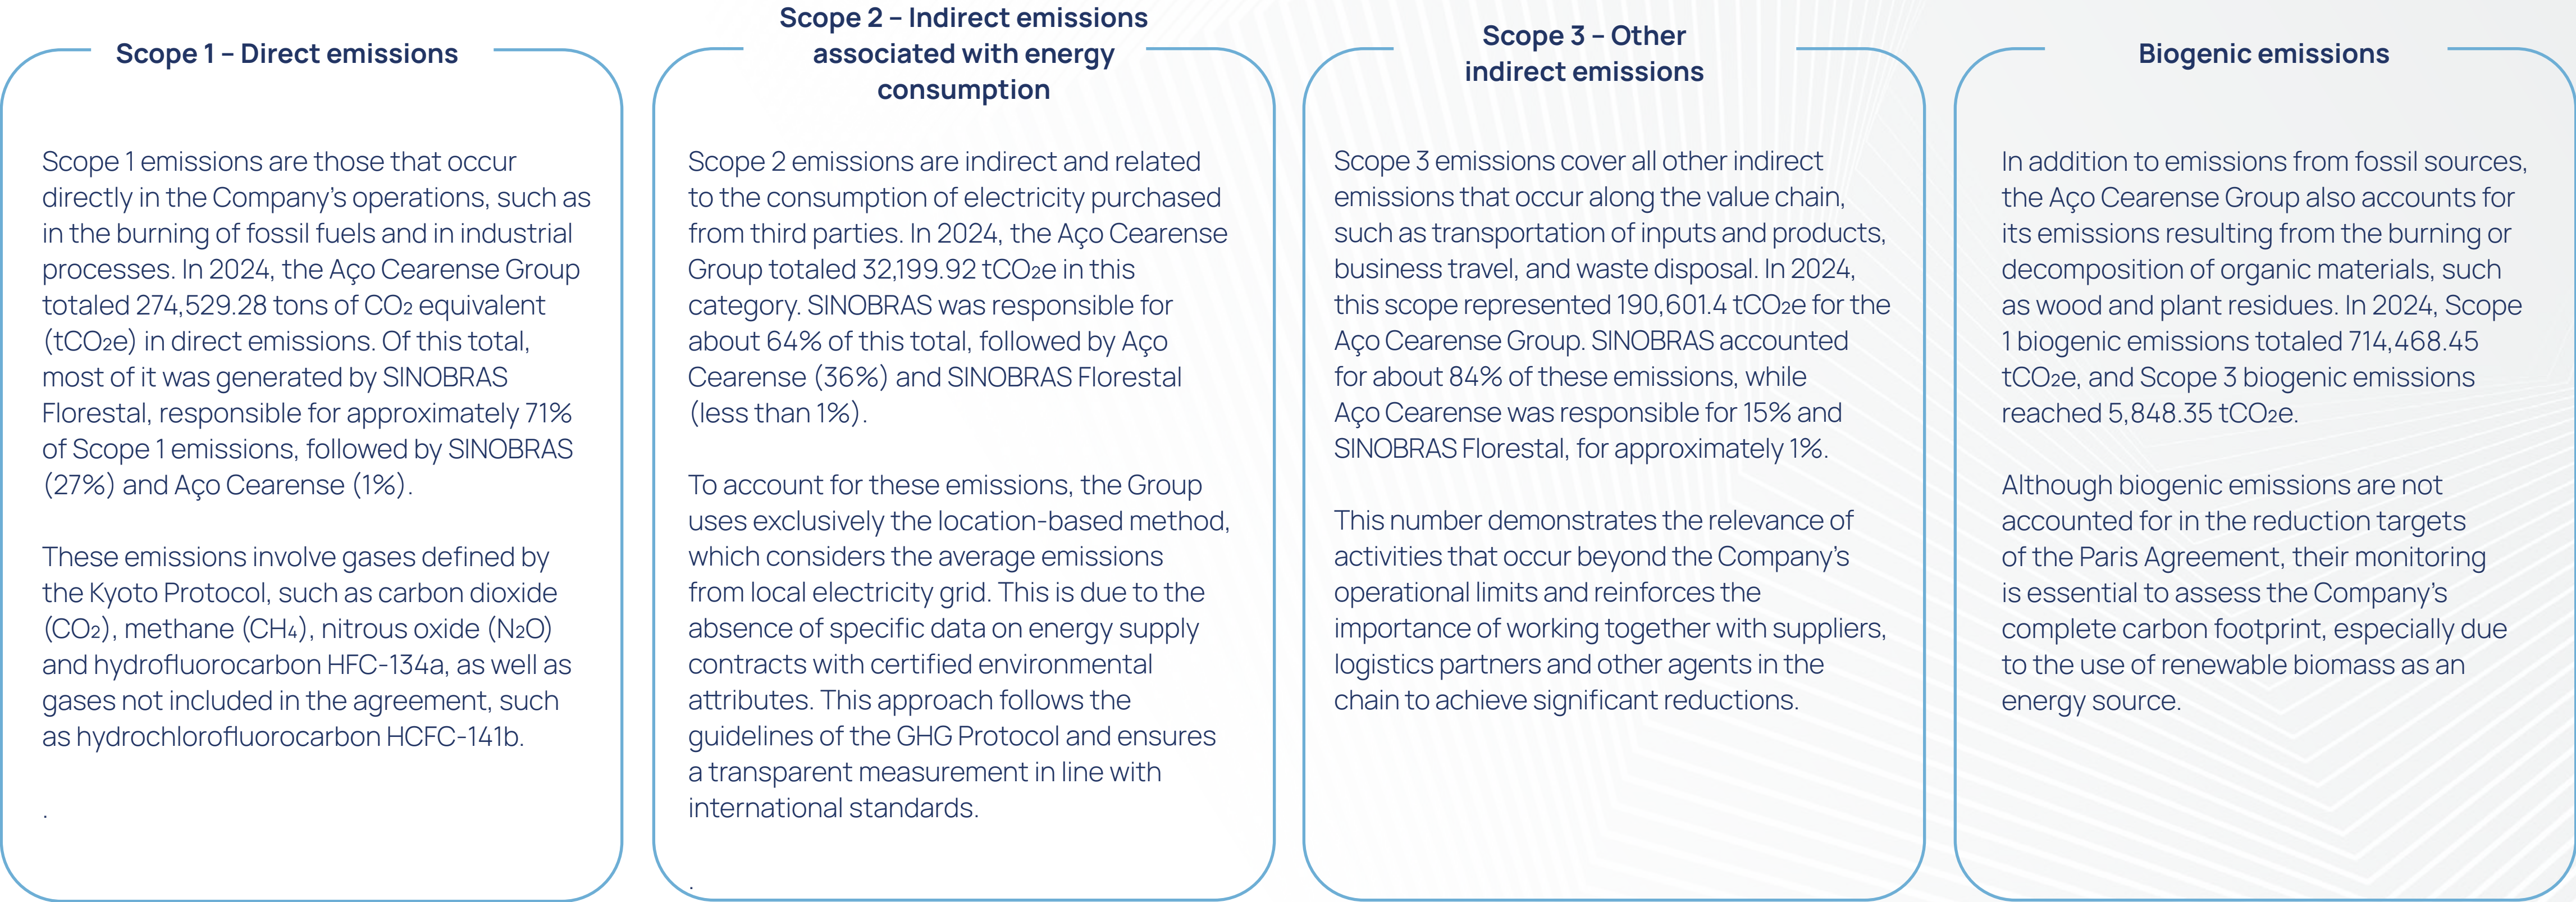 Scope 1 – Direct emissions
Scope 1 emissions are those that occur
directly in the Company’s operations, such as
in the burning of fossil fuels and in industrial
processes. In 2024, the Aço Cearense Group
totaled 274,529.28 tons of CO₂ equivalent
(tCO₂e) in direct emissions. Of this total,
most of it was generated by SINOBRAS
Florestal, responsible for approximately 71%
of Scope 1 emissions, followed by SINOBRAS
(27%) and Aço Cearense (1%).
These emissions involve gases defined by
the Kyoto Protocol, such as carbon dioxide
(CO₂), methane (CH₄), nitrous oxide (N₂O)
and hydrofluorocarbon HFC-134a, as well as
gases not included in the agreement, such
as hydrochlorofluorocarbon HCFC-141b.
.
Scope 2 – Indirect emissions
associated with energy
consumption
Scope 2 emissions are indirect and related
to the consumption of electricity purchased
from third parties. In 2024, the Aço Cearense
Group totaled 32,199.92 tCO₂e in this
category. SINOBRAS was responsible for
about 64% of this total, followed by Aço
Cearense (36%) and SINOBRAS Florestal
(less than 1%).
To account for these emissions, the Group
uses exclusively the location-based method,
which considers the average emissions
from local electricity grid. This is due to the
absence of specific data on energy supply
contracts with certified environmental
attributes. This approach follows the
guidelines of the GHG Protocol and ensures
a transparent measurement in line with
international standards.
.
Scope 3 – Other
indirect emissions
Scope 3 emissions cover all other indirect
emissions that occur along the value chain,
such as transportation of inputs and products,
business travel, and waste disposal. In 2024,
this scope represented 190,601.4 tCO₂e for the
Aço Cearense Group. SINOBRAS accounted
for about 84% of these emissions, while
Aço Cearense was responsible for 15% and
SINOBRAS Florestal, for approximately 1%.
This number demonstrates the relevance of
activities that occur beyond the Company’s
operational limits and reinforces the
importance of working together with suppliers,
logistics partners and other agents in the
chain to achieve significant reductions.
Biogenic emissions
In addition to emissions from fossil sources,
the Aço Cearense Group also accounts for
its emissions resulting from the burning or
decomposition of organic materials, such
as wood and plant residues. In 2024, Scope
1 biogenic emissions totaled 714,468.45
tCO₂e, and Scope 3 biogenic emissions
reached 5,848.35 tCO₂e.
Although biogenic emissions are not
accounted for in the reduction targets
of the Paris Agreement, their monitoring
is essential to assess the Company’s
complete carbon footprint, especially due
to the use of renewable biomass as an
energy source.